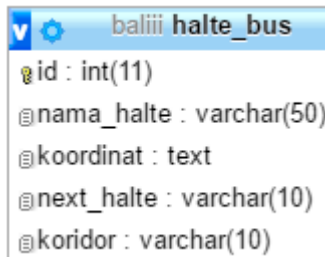 v baliii halte_bus
id : int(11)
nama_halte : varchar(50)
koordinat : text
next_halte : varchar(10)
koridor : varchar(10)